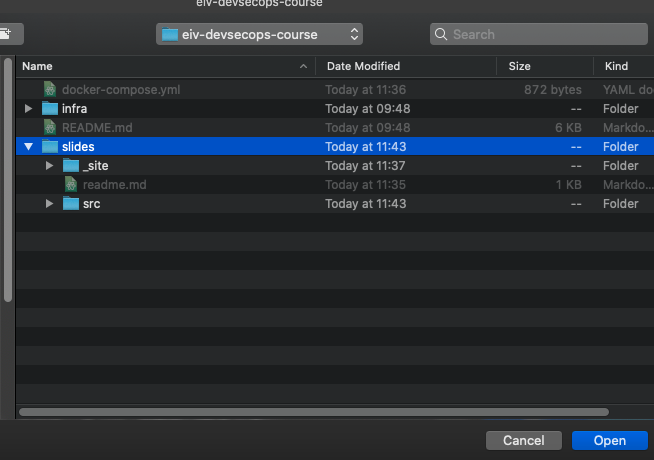 eiv-devsecops-course
eiv-devsecops-course Search
Name Date Modified Size Kind
docker-compose.yml Today at 11:36 872 bytes YAML do...
infra Today at 09:48 -- Folder
README.md Today at 09:48 6 KB Markdo...
slides Today at 11:43 -- Folder
_site Today at 11:37 -- Folder
readme.md Today at 11:35 1 KB Markdo...
src Today at 11:43 -- Folder
Cancel Open